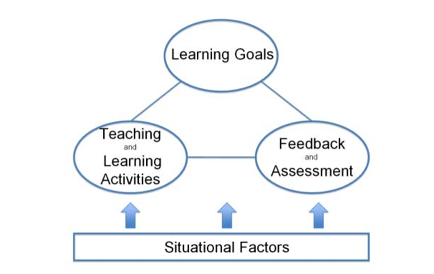 Learning Goals
Teaching
and
Learning
Activities
Feedback
and
Assessment
Situational Factors